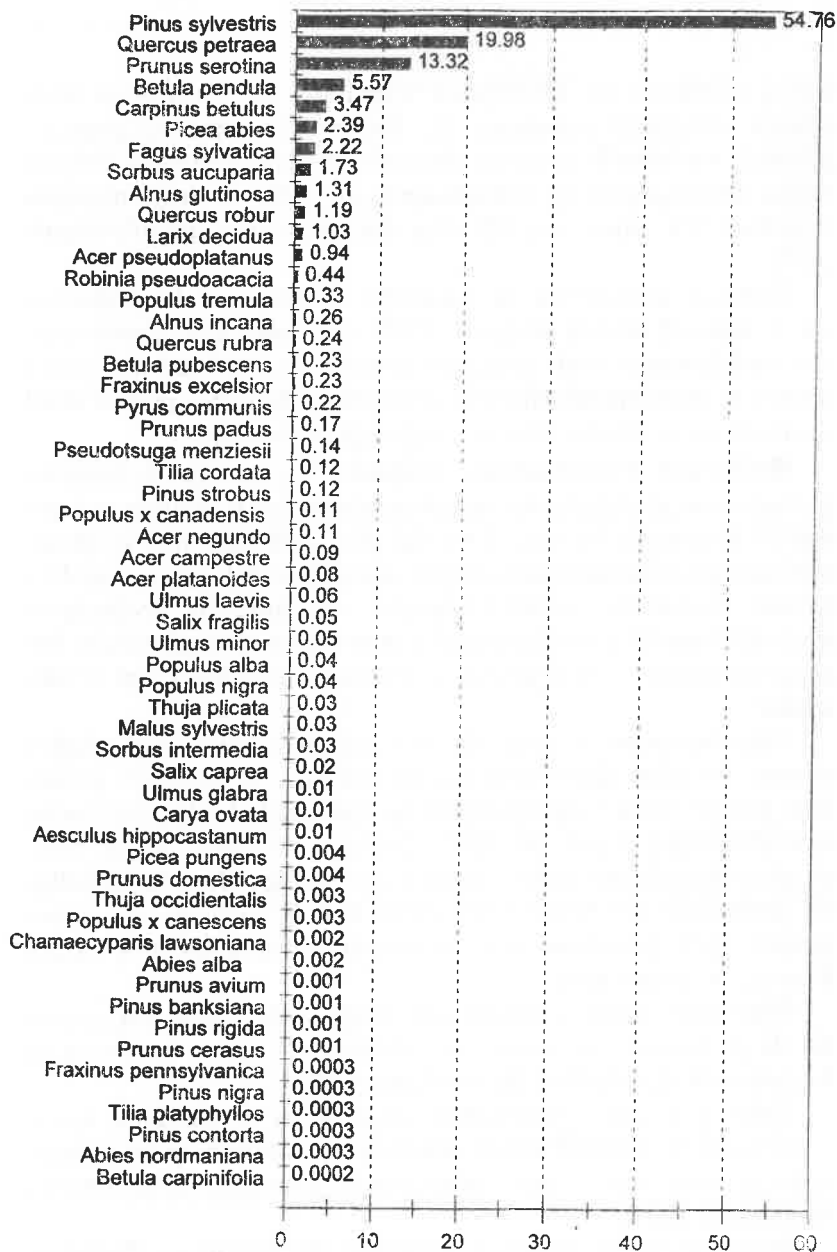 Pinus sylvestris 54.76
Quercus petraea 19.98
Prunus serotina 13.32
Betula pendula 5.57
Carpinus betulus 3.47
Picea abies 2.39
Fagus sylvatica 2.22
Sorbus aucuparia 1.73
Alnus glutinosa 1.31
Quercus robur 1.19
Larix decidua 1.03
Acer pseudoplatanus 0.94
Robinia pseudoacacia 0.44
Populus tremula 0.33
Alnus incana 0.26
Quercus rubra 0.24
Betula pubescens 0.23
Fraxinus excelsior 0.23
Pyrus communis 0.22
Prunus padus 0.17
Pseudotsuga menziesii 0.14
Tilia cordata 0.12
Pinus strobus 0.12
Populus x canadensis 0.11
Acer negundo 0.11
Acer campestre 0.09
Acer platanoides 0.08
Ulmus laevis 0.06
Salix fragilis 0.05
Ulmus minor 0.05
Populus alba 0.04
Populus nigra 0.04
Thuja plicata 0.03
Malus sylvestris 0.03
Sorbus intermedia 0.03
Salix caprea 0.02
Ulmus glabra 0.01
Carya ovata 0.01
Aesculus hippocastanum 0.01
Picea pungens 0.004
Prunus domestica 0.004
Thuja occidentalis 0.003
Populus x canescens 0.003
Chamaecyparis lawsoniana 0.002
Abies alba 0.002
Prunus avium 0.001
Pinus banksiana 0.001
Pinus rigida 0.001
Prunus cerasus 0.001
Fraxinus pennsylvanica 0.0003
Pinus nigra 0.0003
Tilia platyphyllos 0.0003
Pinus contorta 0.0003
Abies nordmaniana 0.0003
Betula carpinifolia 0.0002
0 10 20 30 40 50 60